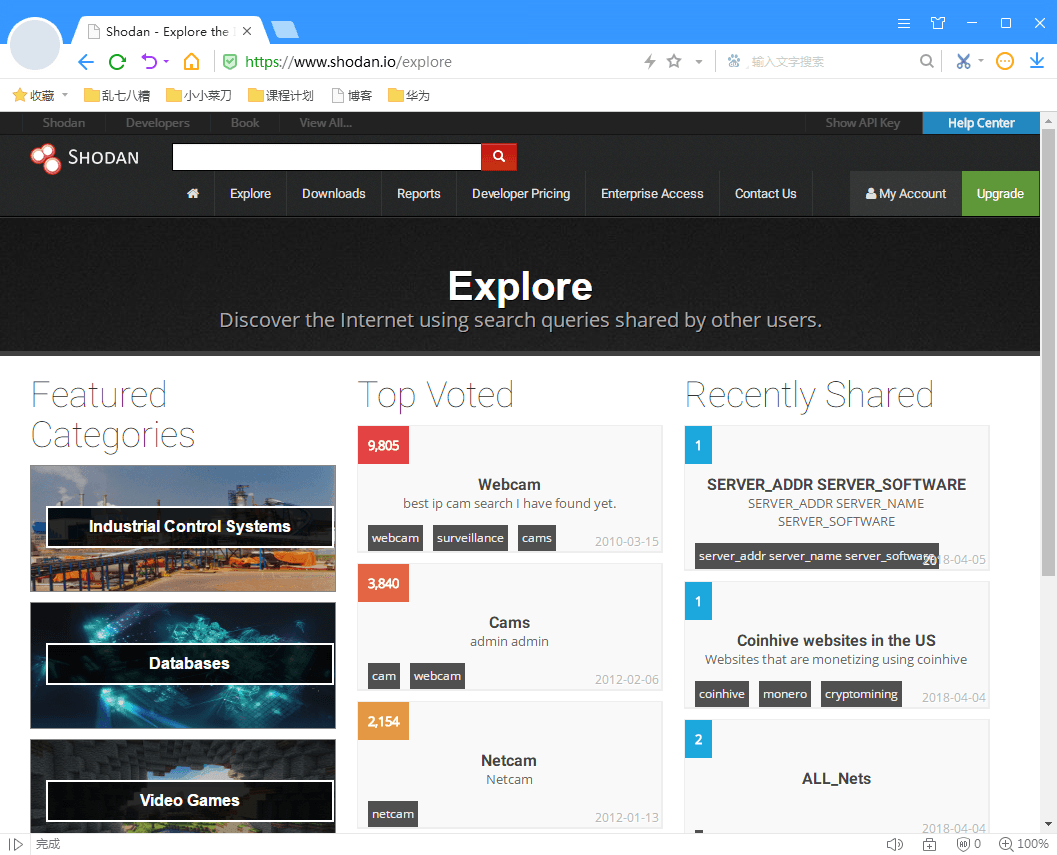 Shodan - Explore the
https://www.shodan.io/explore
输入文字搜索
收藏
乱七八糟
小小菜刀
课程计划
博客
华为
Shodan
Developers
Book
View All...
Show API Key
Help Center
SHODAN
Explore
Downloads
Reports
Developer Pricing
Enterprise Access
Contact Us
My Account
Upgrade
Explore
Discover the Internet using search queries shared by other users.
Featured
Categories
Industrial Control Systems
Databases
Video Games
Top Voted
9,805
Webcam
best ip cam search I have found yet.
webcam
surveillance
cams
2010-03-15
3,840
Cams
admin admin
cam
webcam
2012-02-06
2,154
Netcam
Netcam
netcam
2012-01-13
Recently Shared
1
SERVER_ADDR SERVER_SOFTWARE
SERVER_ADDR SERVER_NAME
SERVER_SOFTWARE
server_addr server_name server_software
2018-04-05
1
Coinhive websites in the US
Websites that are monetizing using coinhive
coinhive
monero
cryptomining
2018-04-04
2
ALL_Nets
2018-04-04
完成
AD
0
100%